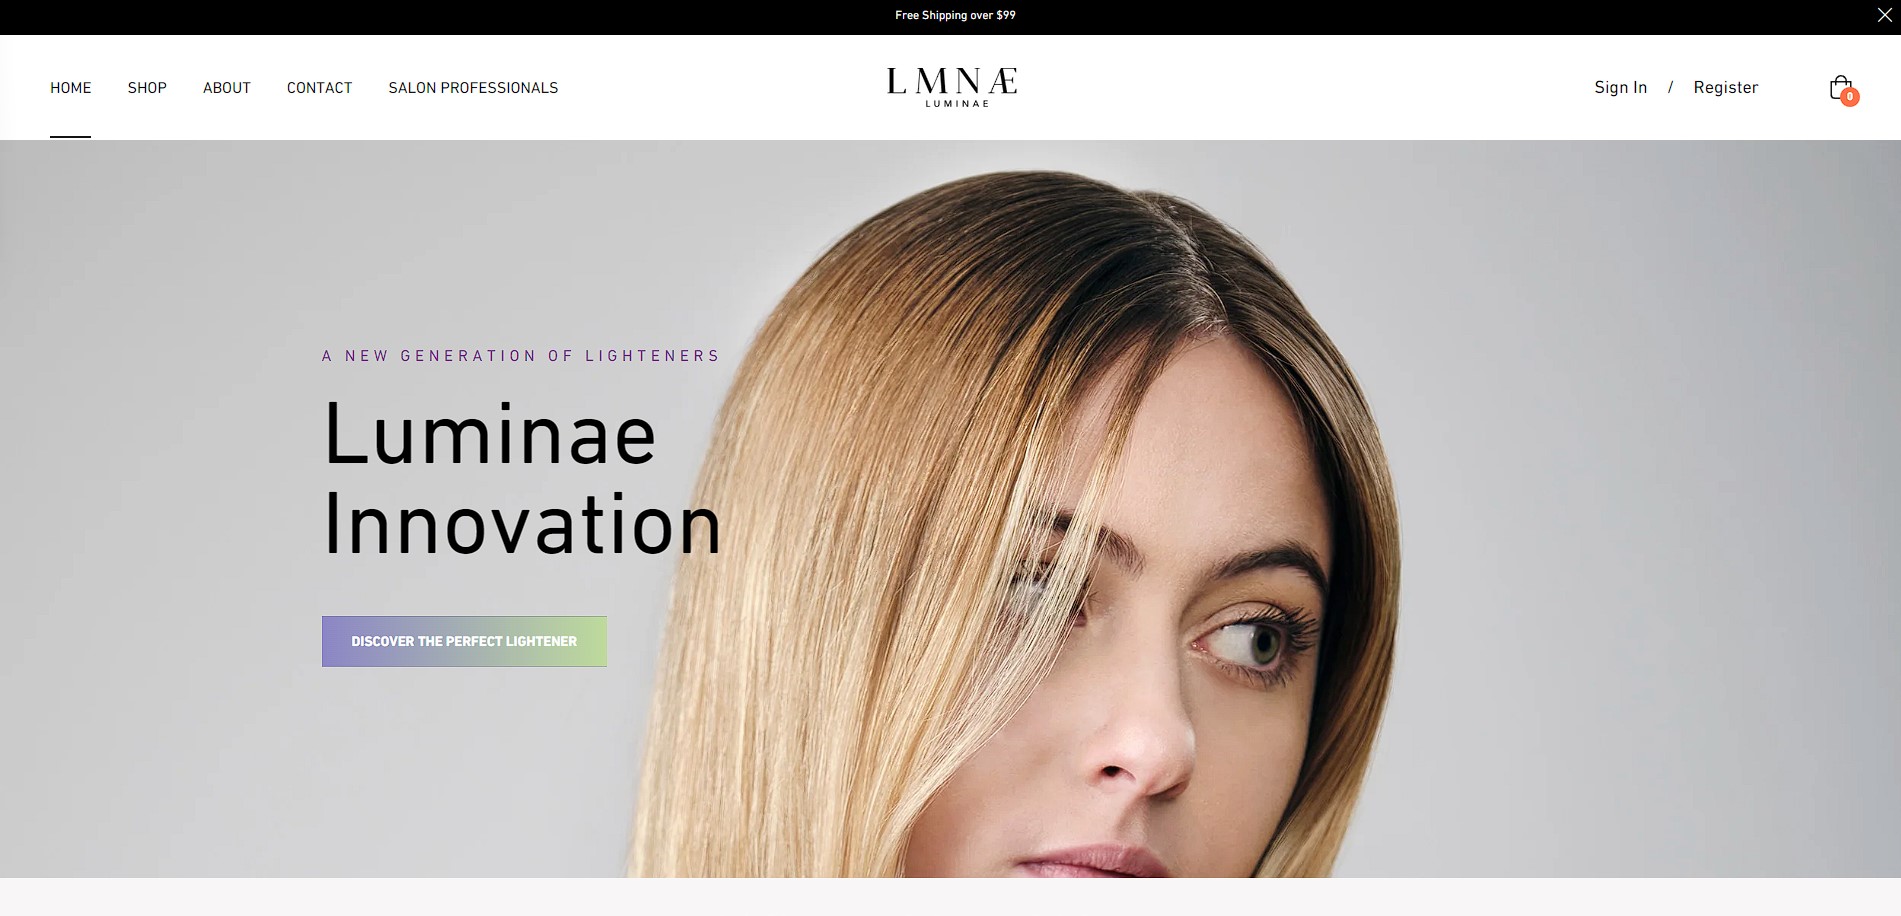 Free Shipping over $99
HOME SHOP ABOUT CONTACT SALON PROFESSIONALS
LMNÆ
LUMINAE
Sign In / Register
0
A NEW GENERATION OF LIGHTENERS
Luminae
Innovation
DISCOVER THE PERFECT LIGHTENER